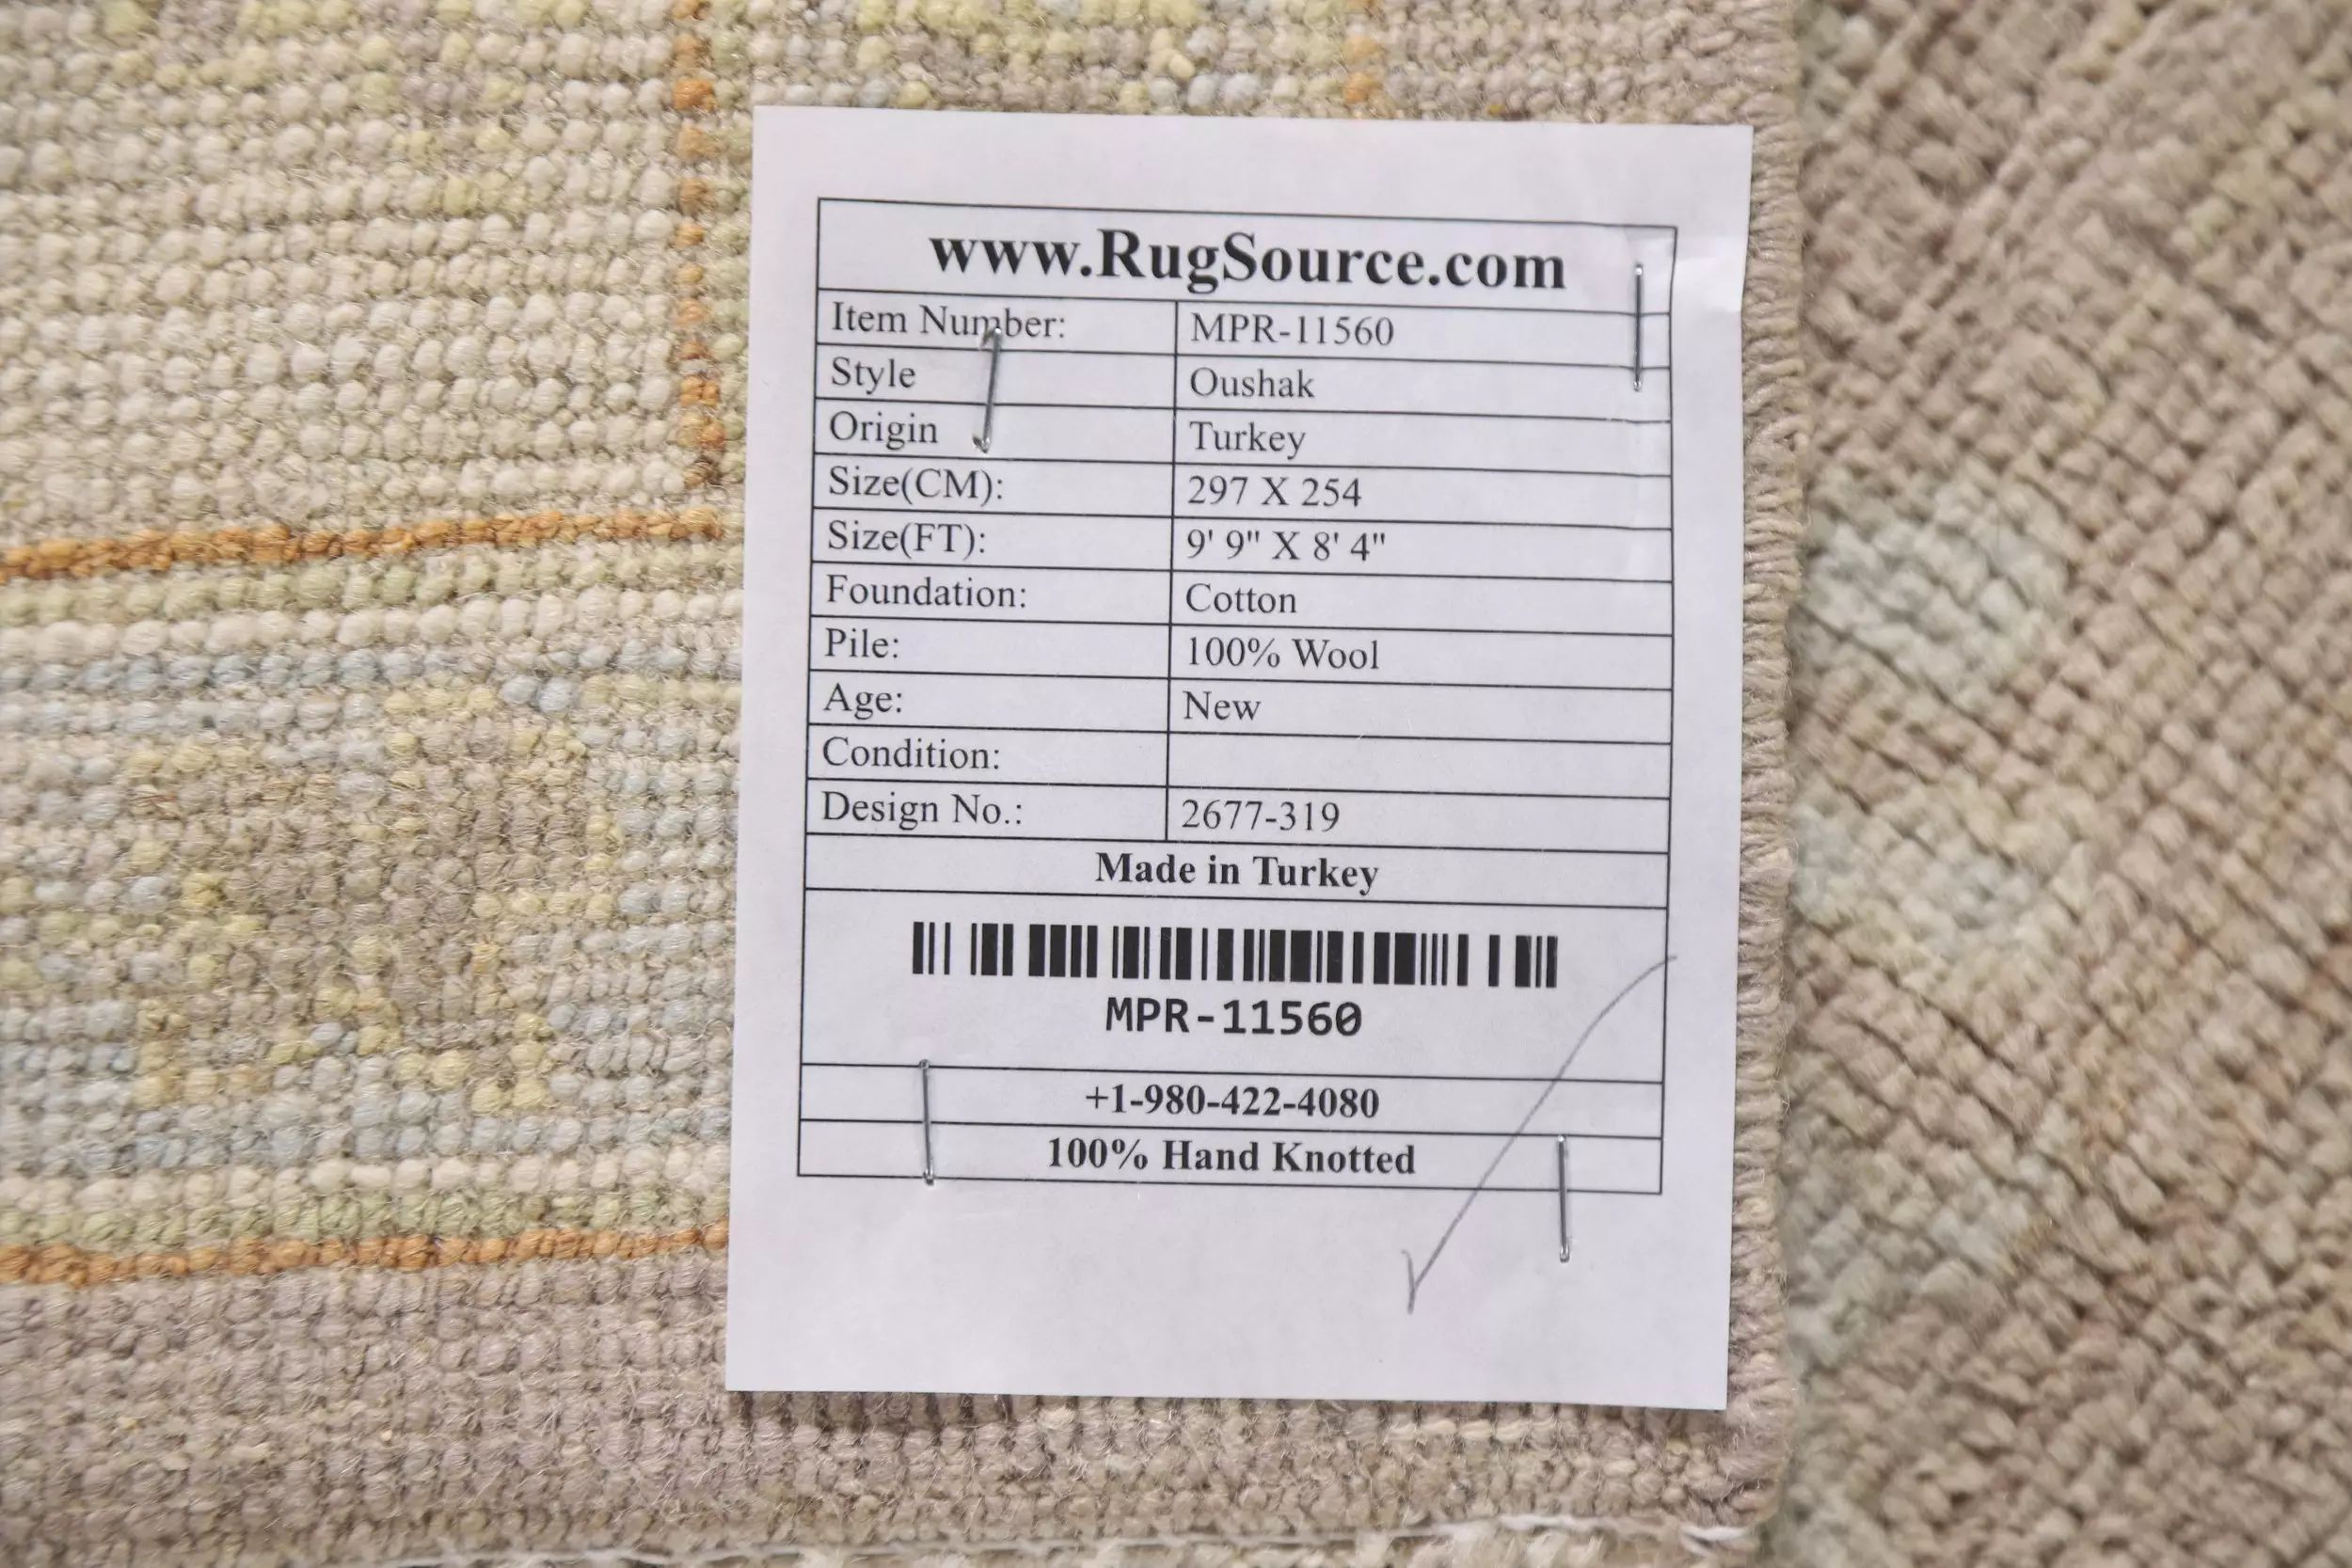 www.RugSource.com
Item Number: MPR-11560
Style Oushak
Origin Turkey
Size(CM): 297 X 254
Size(FT): 9' 9" X 8' 4"
Foundation: Cotton
Pile: 100% Wool
Age: New
Condition:
Design No.: 2677-319
Made in Turkey
MPR-11560
+1-980-422-4080
100% Hand Knotted